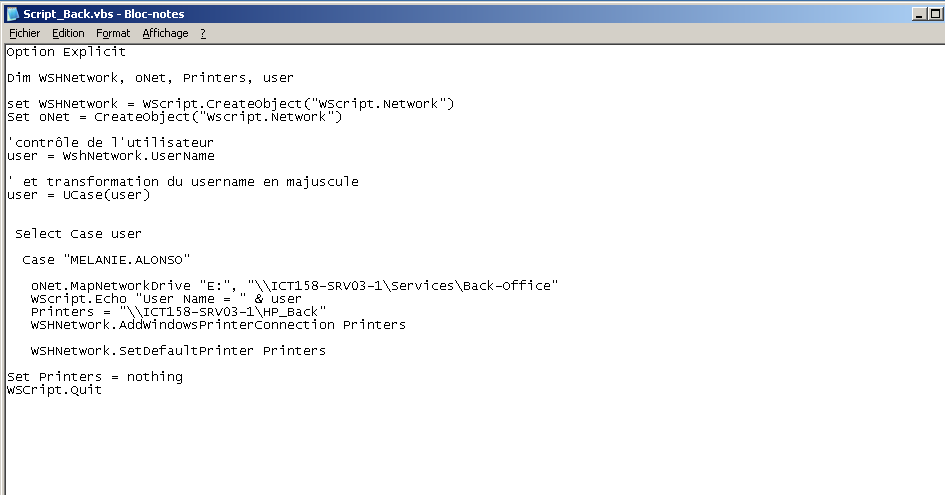 Script_Back.vbs - Bloc-notes
Fichier Edition Format Affichage ?
Option Explicit
Dim WSHNetwork, oNet, Printers, user
set WSHNetwork = WScript.CreateObject("WScript.Network")
Set oNet = CreateObject("Wscript.Network")
'contrôle de l'utilisateur
user = WshNetwork.UserName
' et transformation du username en majuscule
user = UCase(user)
Select Case user
Case "MELANIE.ALONSO"
oNet.MapNetworkDrive "E:", "\\ICT158-SRV03-1\Services\Back-Office"
WScript.Echo "User Name = " & user
Printers = "\\ICT158-SRV03-1\HP_Back"
WSHNetwork.AddWindowsPrinterConnection Printers
WSHNetwork.SetDefaultPrinter Printers
Set Printers = nothing
WSCript.Quit